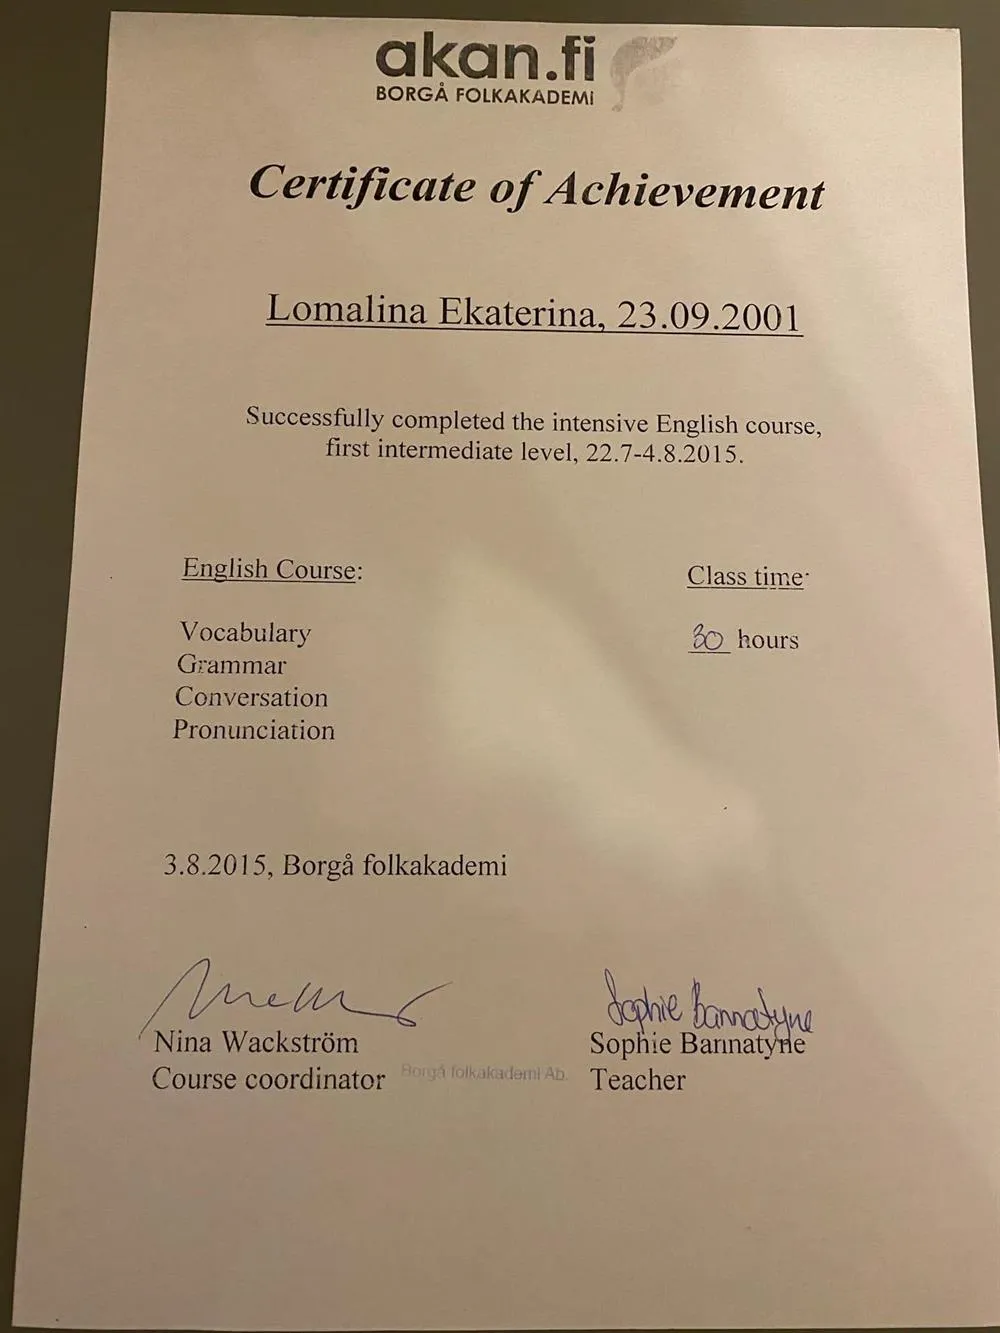 akan.fi
BORGÅ FOLKAKADEMI
Certificate of Achievement
Lomalina Ekaterina, 23.09.2001
Successfully completed the intensive English course,
first intermediate level, 22.7-4.8.2015.
English Course:
Class time:
Vocabulary
30 hours
Grammar
Conversation
Pronunciation
3.8.2015, Borgå folkakademi
Sophie Bannatyne
Nina Wackström
Sophie Bannatyne
Course coordinator
Borgå folkakademi Ab.
Teacher